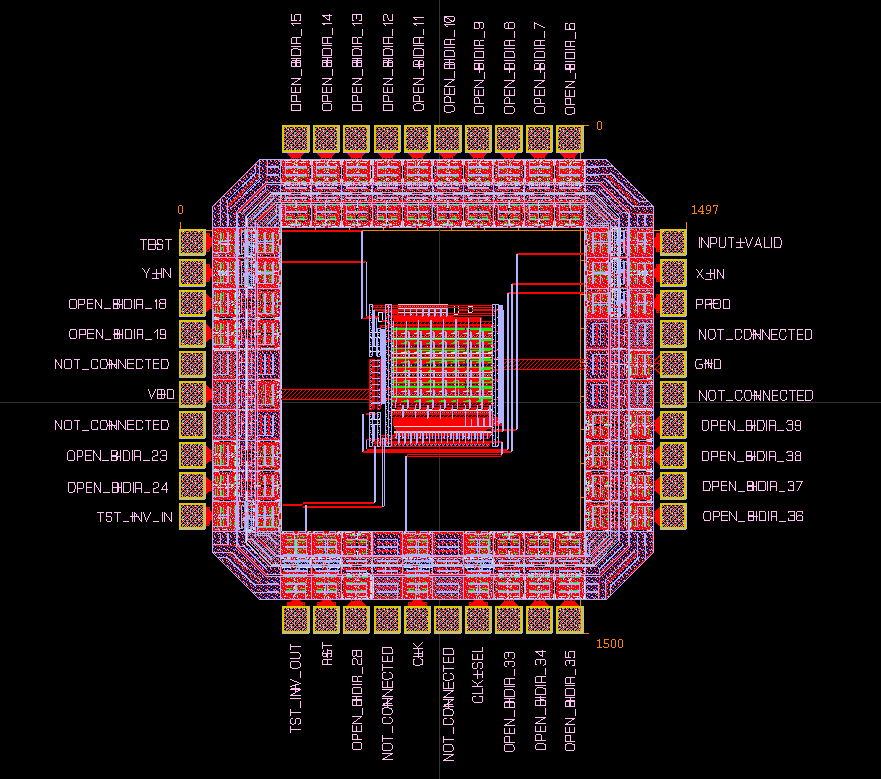 OPEN_BIDIR_15
OPEN_BIDIR_14
OPEN_BIDIR_13
OPEN_BIDIR_12
OPEN_BIDIR_11
OPEN_BIDIR_10
OPEN_BIDIR_9
OPEN_BIDIR_8
OPEN_BIDIR_7
OPEN_BIDIR_6
0
0
1497
TEST
Y_IN
OPEN_BIDIR_18
OPEN_BIDIR_19
NOT_CONNECTED
VDD
NOT_CONNECTED
OPEN_BIDIR_23
OPEN_BIDIR_24
TST_INV_IN
INPUT_VALID
X_IN
PROD
NOT_CONNECTED
GND
NOT_CONNECTED
OPEN_BIDIR_39
OPEN_BIDIR_38
OPEN_BIDIR_37
OPEN_BIDIR_36
1500
TST_INV_OUT
RST
OPEN_BIDIR_28
NOT_CONNECTED
CLK
NOT_CONNECTED
CLK_SEL
OPEN_BIDIR_33
OPEN_BIDIR_34
OPEN_BIDIR_35